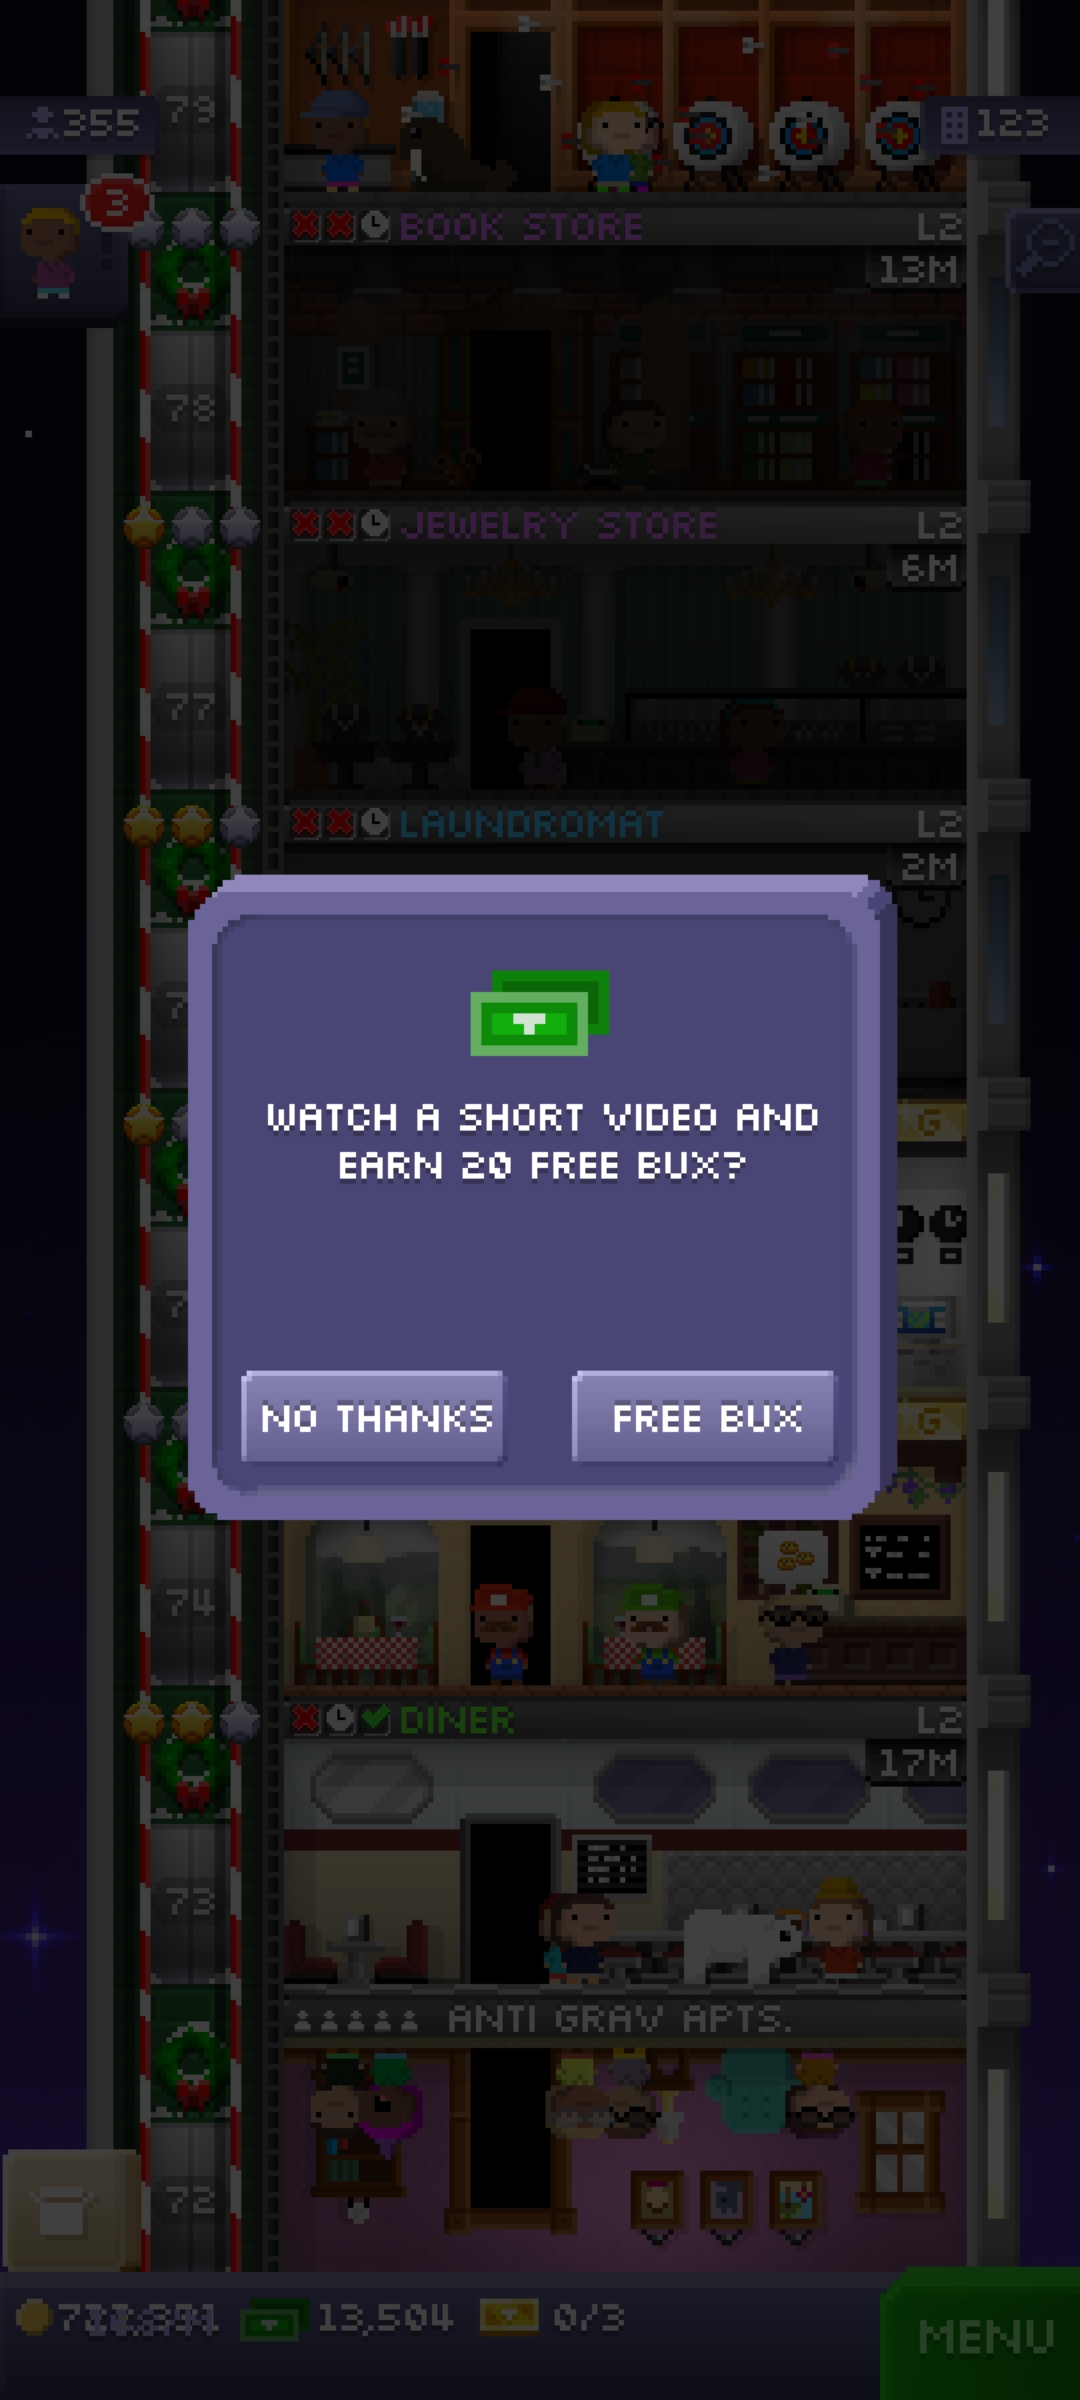 79
355
123
3
BOOK STORE L2
13M
78
JEWELRY STORE L2
6M
77
LAUNDROMAT L2
2M
G
WATCH A SHORT VIDEO AND
EARN 20 FREE BUX?
NO THANKS
FREE BUX
G
74
DINER L2
17M
73
ANTI GRAV APTS.
72
13,504
0/3
MENU